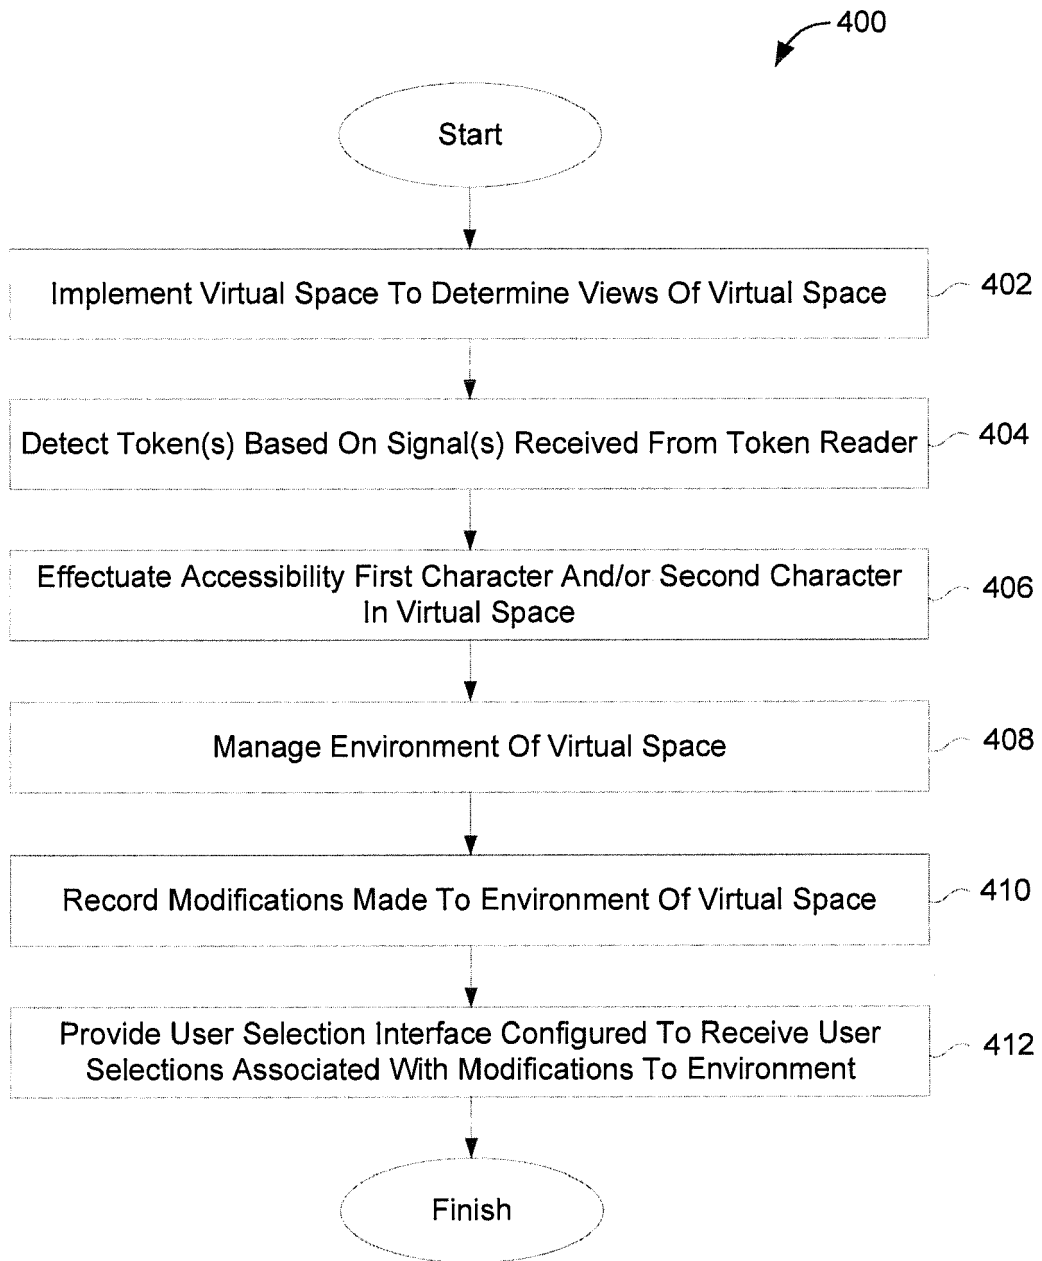 400
Start
Implement Virtual Space To Determine Views Of Virtual Space
402
Detect Token(s) Based On Signal(s) Received From Token Reader
404
Effectuate Accessibility First Character And/or Second Character
In Virtual Space
406
Manage Environment Of Virtual Space
408
Record Modifications Made To Environment Of Virtual Space
410
Provide User Selection Interface Configured To Receive User
Selections Associated With Modifications To Environment
412
Finish